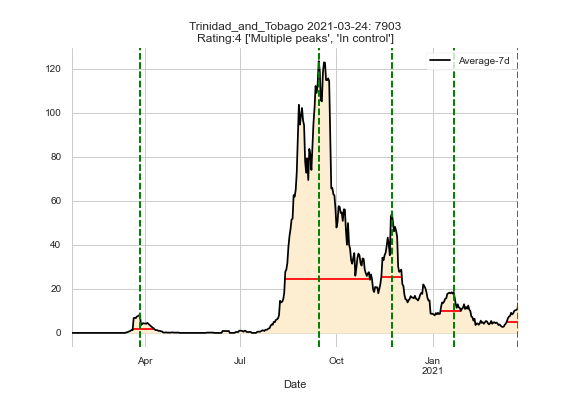 Trinidad_and_Tobago 2021-03-24: 7903
Rating:4 ['Multiple peaks', 'In control']
Average-7d
120
100
80
60
40
20
0
Apr
Jul
Oct
Jan
2021
Date